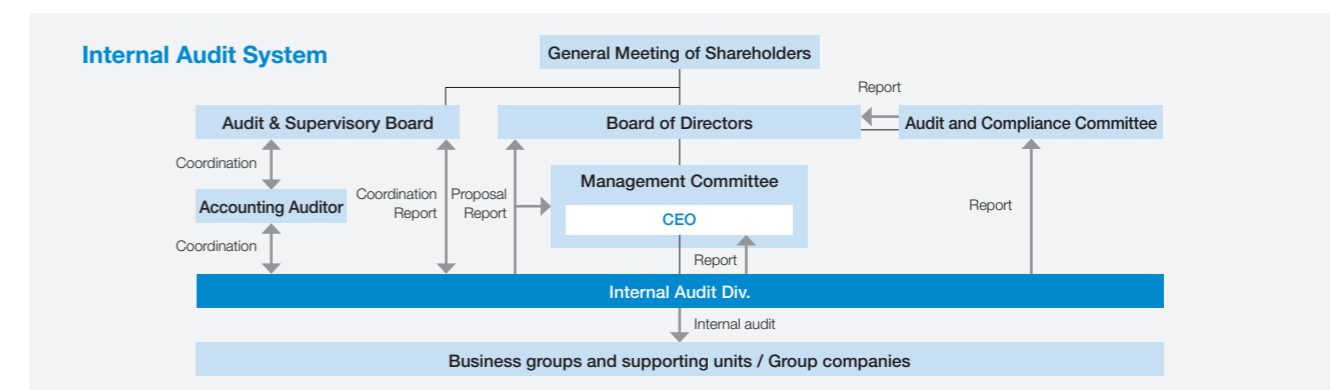 Internal Audit System
General Meeting of Shareholders
Report
Audit & Supervisory Board
Board of Directors
Audit and Compliance Committee
Coordination
Coordination
Report
Proposal
Report
Management Committee
Accounting Auditor
CEO
Report
Coordination
Report
Internal Audit Div.
Internal audit
Business groups and supporting units / Group companies